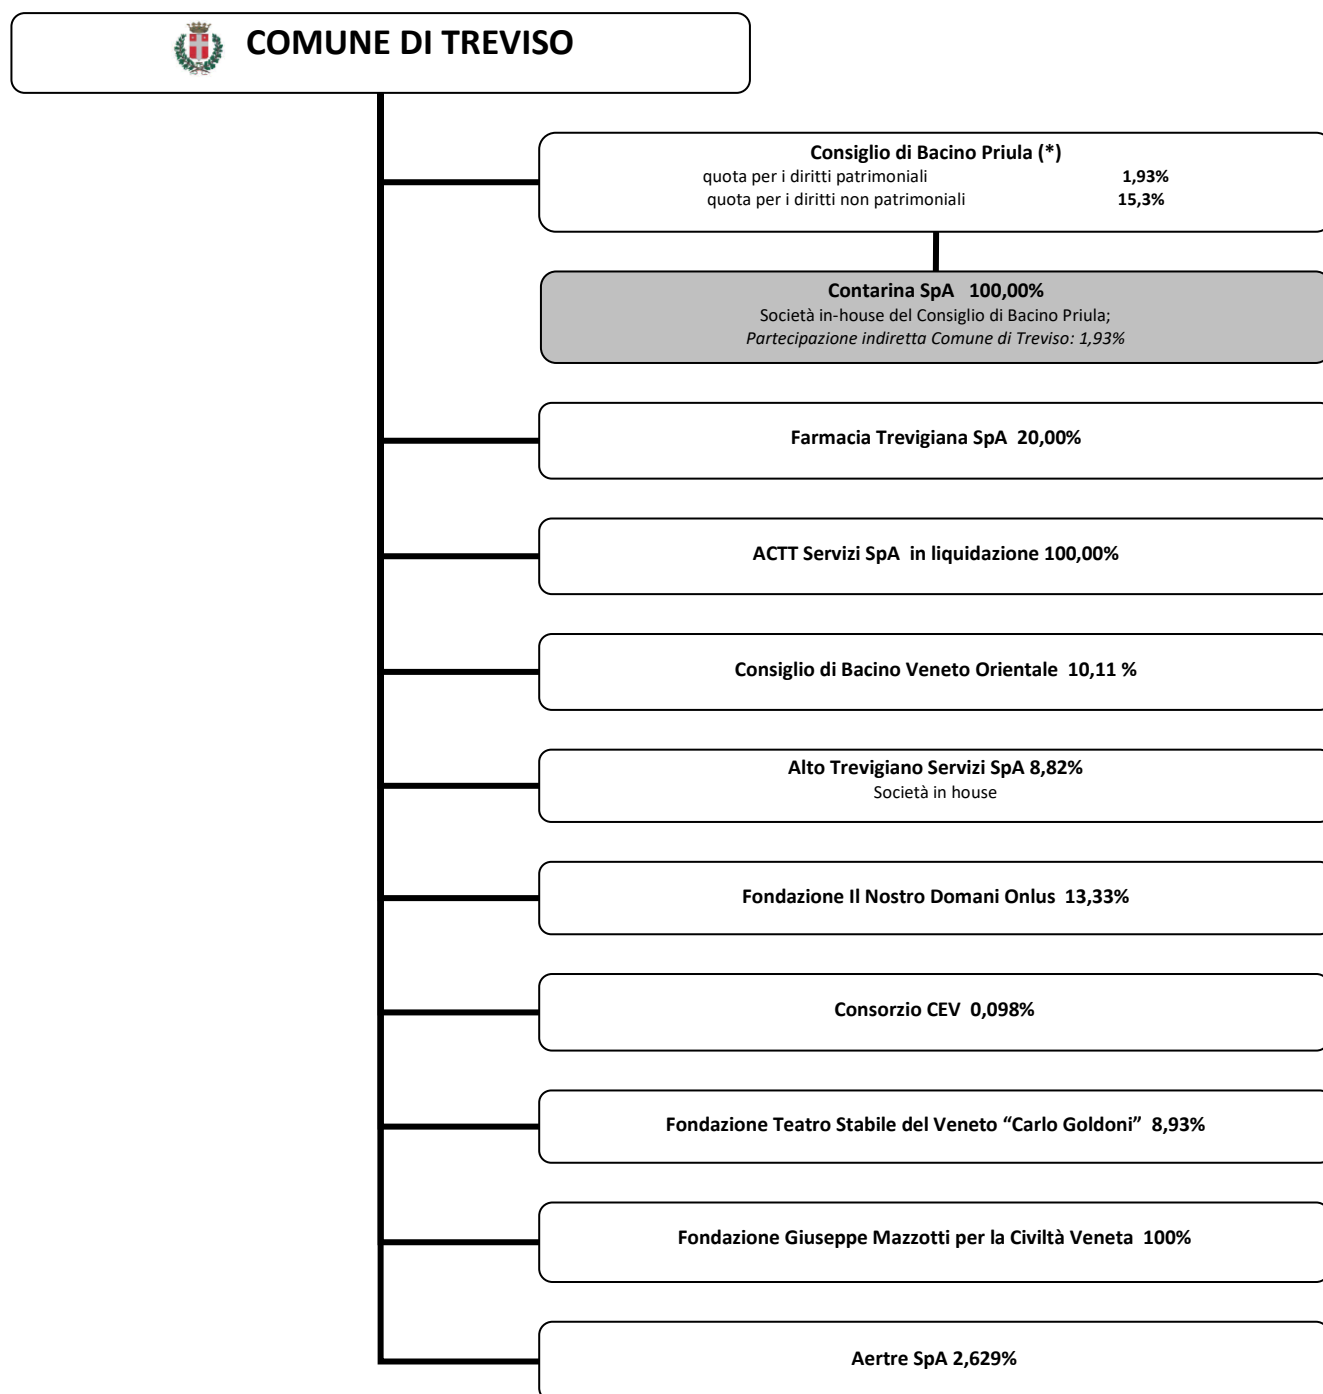 COMUNE DI TREVISO
Consiglio di Bacino Priula (*)
quota per i diritti patrimoniali 1,93%
quota per i diritti non patrimoniali 15,3%
Contarina SpA 100,00%
Società in-house del Consiglio di Bacino Priula;
Partecipazione indiretta Comune di Treviso: 1,93%
Farmacia Trevigiana SpA 20,00%
ACTT Servizi SpA in liquidazione 100,00%
Consiglio di Bacino Veneto Orientale 10,11 %
Alto Trevigiano Servizi SpA 8,82%
Società in house
Fondazione Il Nostro Domani Onlus 13,33%
Consorzio CEV 0,098%
Fondazione Teatro Stabile del Veneto “Carlo Goldoni” 8,93%
Fondazione Giuseppe Mazzotti per la Civiltà Veneta 100%
Aertre SpA 2,629%